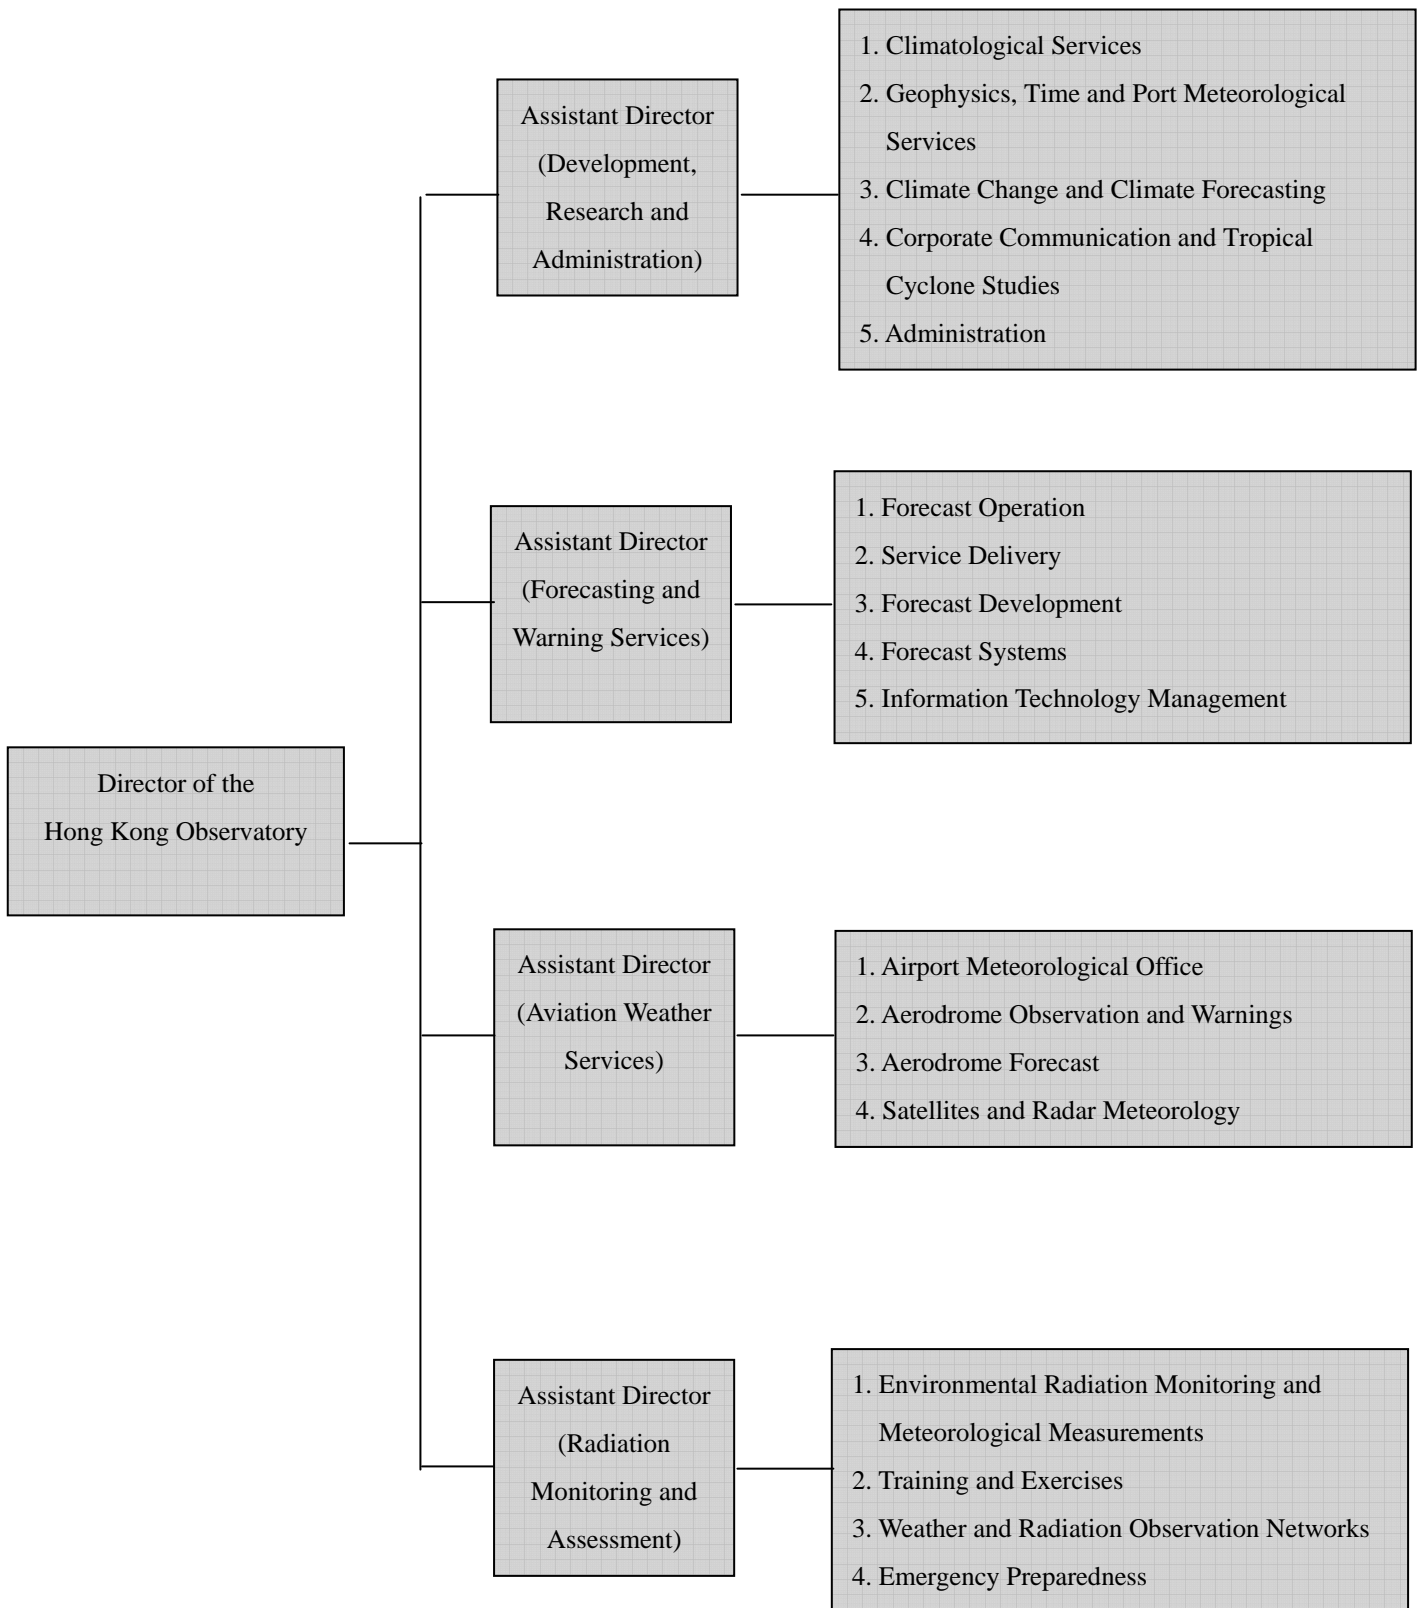 Director of the
Hong Kong Observatory
Assistant Director
(Development,
Research and
Administration)
1. Climatological Services
2. Geophysics, Time and Port Meteorological
Services
3. Climate Change and Climate Forecasting
4. Corporate Communication and Tropical
Cyclone Studies
5. Administration
Assistant Director
(Forecasting and
Warning Services)
1. Forecast Operation
2. Service Delivery
3. Forecast Development
4. Forecast Systems
5. Information Technology Management
Assistant Director
(Aviation Weather
Services)
1. Airport Meteorological Office
2. Aerodrome Observation and Warnings
3. Aerodrome Forecast
4. Satellites and Radar Meteorology
Assistant Director
(Radiation
Monitoring and
Assessment)
1. Environmental Radiation Monitoring and
Meteorological Measurements
2. Training and Exercises
3. Weather and Radiation Observation Networks
4. Emergency Preparedness